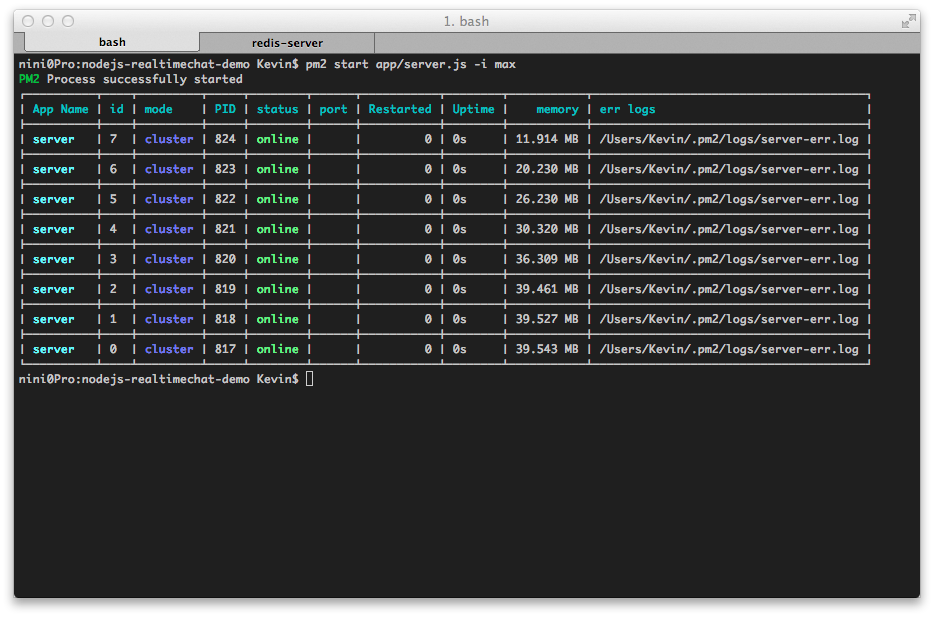 1. bash
bash redis-server
nini0Pro:nodejs-realtimechat-demo Kevin$ pm2 start app/server.js -i max
PM2 Process successfully started
| App Name | id | mode | PID | status | port | Restarted | Uptime | memory | err logs |
| server | 7 | cluster | 824 | online | | 0 | 0s | 11.914 MB | /Users/Kevin/.pm2/logs/server-err.log |
| server | 6 | cluster | 823 | online | | 0 | 0s | 20.230 MB | /Users/Kevin/.pm2/logs/server-err.log |
| server | 5 | cluster | 822 | online | | 0 | 0s | 26.230 MB | /Users/Kevin/.pm2/logs/server-err.log |
| server | 4 | cluster | 821 | online | | 0 | 0s | 30.320 MB | /Users/Kevin/.pm2/logs/server-err.log |
| server | 3 | cluster | 820 | online | | 0 | 0s | 36.309 MB | /Users/Kevin/.pm2/logs/server-err.log |
| server | 2 | cluster | 819 | online | | 0 | 0s | 39.461 MB | /Users/Kevin/.pm2/logs/server-err.log |
| server | 1 | cluster | 818 | online | | 0 | 0s | 39.527 MB | /Users/Kevin/.pm2/logs/server-err.log |
| server | 0 | cluster | 817 | online | | 0 | 0s | 39.543 MB | /Users/Kevin/.pm2/logs/server-err.log |
nini0Pro:nodejs-realtimechat-demo Kevin$